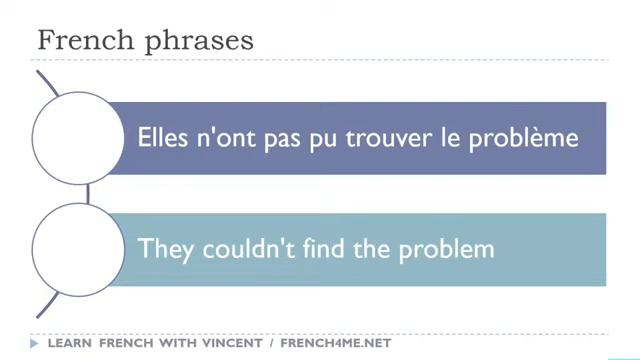 French phrases
Elles n'ont pas pu trouver le problème
They couldn't find the problem
LEARN FRENCH WITH VINCENT / FRENCH4ME.NET